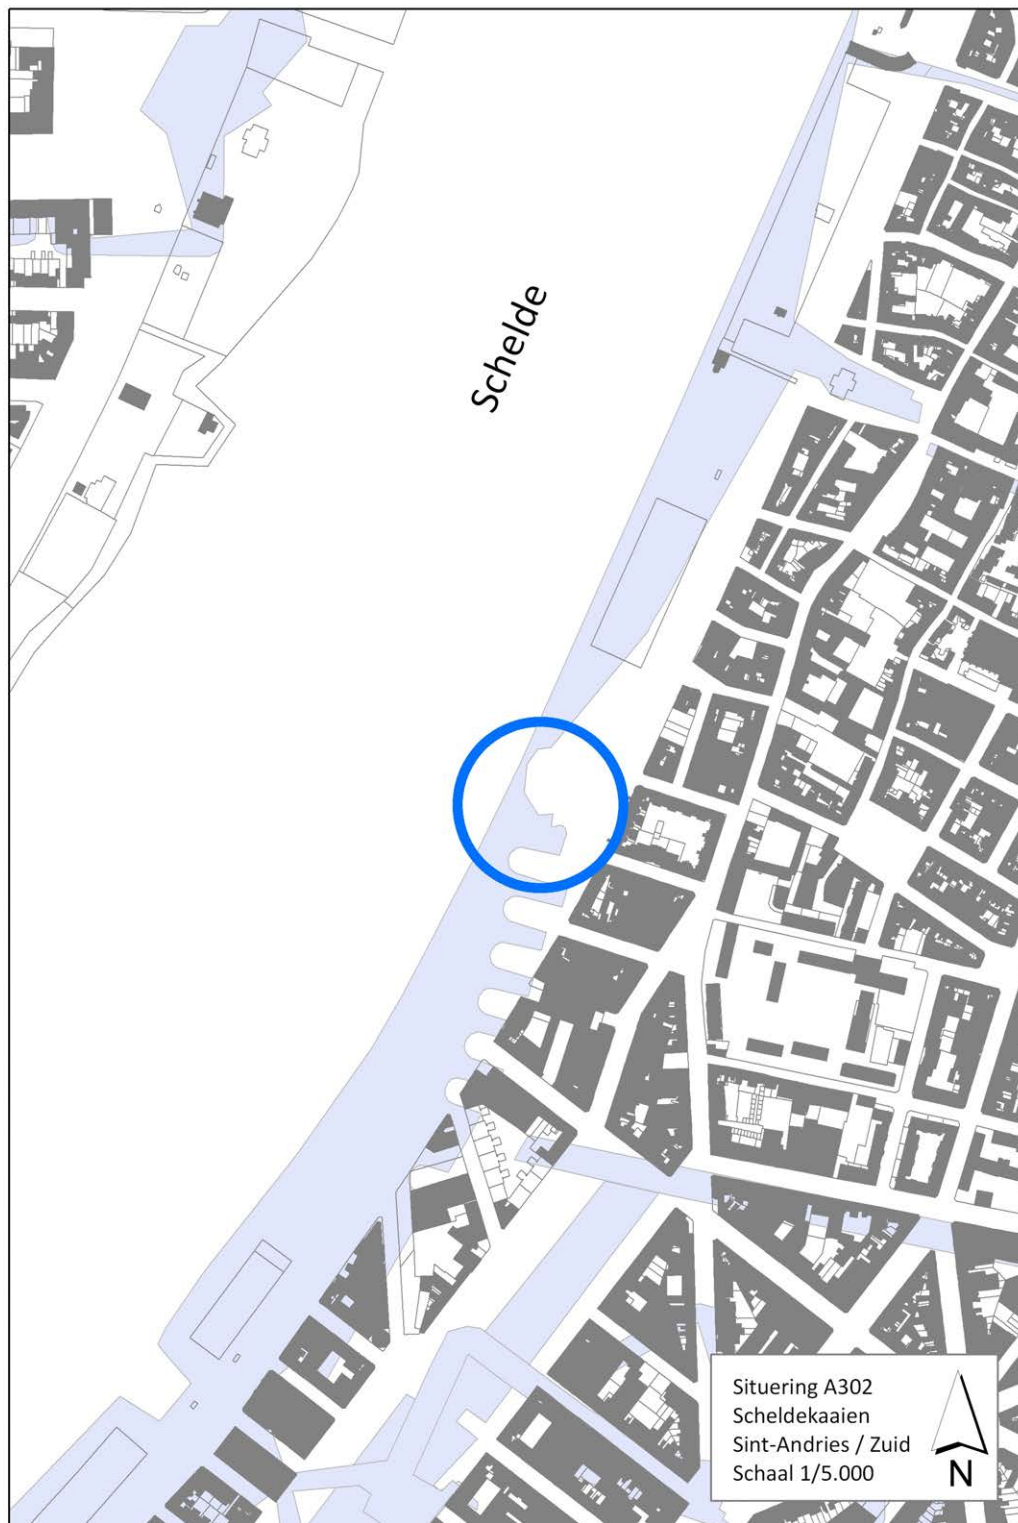 Schelde
Situering A302
Scheldekaaien
Sint-Andries / Zuid
Schaal 1/5.000
N